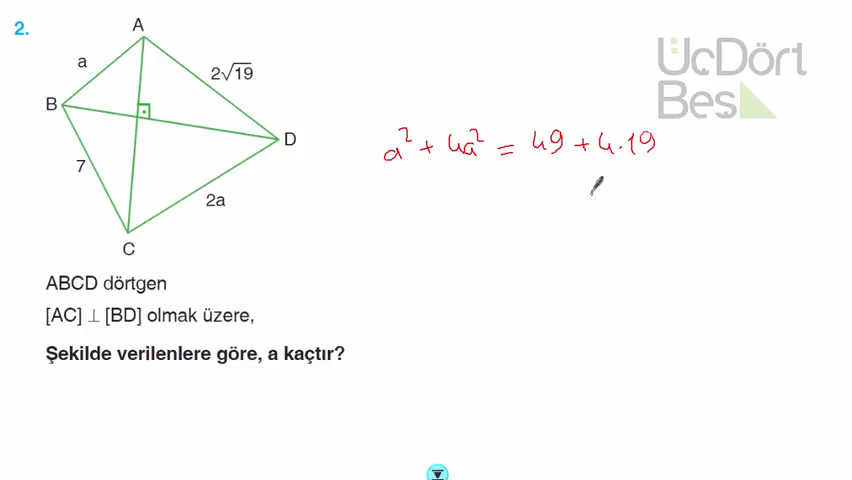 2.
A
a
2√19
B
D
7
2a
C
a² + 4a² = 49 + 4.19
ÜçDört
Beş
ABCD dörtgen
[AC] ⊥ [BD] olmak üzere,
Şekilde verilenlere göre, a kaçtır?